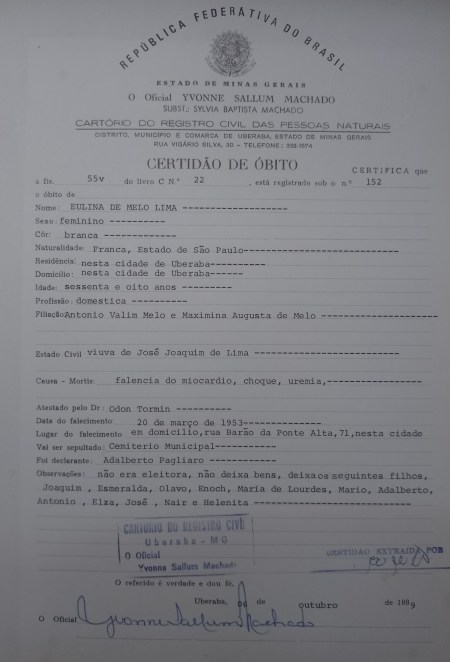 REPÚBLICA FEDERATIVA DO BRASIL
ESTADO DE MINAS GERAIS
O Oficial YVONNE SALLUM MACHADO
SUBST.: SYLVIA BAPTISTA MACHADO
CARTÓRIO DO REGISTRO CIVIL DAS PESSOAS NATURAIS
DISTRITO, MUNICIPIO E COMARCA DE UBERABA, ESTADO DE MINAS GERAIS
RUA VIGÁRIO SILVA, 30 - TELEFONE:
CERTIDÃO DE ÓBITO
CERTIFICA que
a fls. 55v do livro C N.º 22, está registrado sob o n.º 152
o óbito de
Nome: EULINA DE MELO LIMA --------------------
Sexo: feminino ----------
Côr: branca -------------
Naturalidade: Franca, Estado de São Paulo----------------------------
Residência: nesta cidade de Uberaba---------
Domicílio: nesta cidade de Uberaba------
Idade: sessenta e oito anos ---------
Profissão: domestica ----------
Filiação: Antonio Valim Melo e Maximina Augusta de Melo ---------------------
Estado Civil viuva de José Joaquim de Lima --------------------------
Causa - Mortis: falencia do miocardio, choque, uremia,-----------------
Atestado pelo Dr: Odon Tormin ----------
Data do falecimento: 20 de março de 1953--------------
Lugar do falecimento em domicílio,rua Barão da Ponte Alta,71,nesta cidade
Vai ser sepultado: Cemiterio Municipal-----------
Foi declarante: Adalberto Pagliaro ----------
Observações: não era eleitora, não deixa bens, deixa os seguintes filhos,
Joaquim , Esmeralda, Olavo, Enoch, Maria de Lourdes, Mario, Adalberto,
Antonio , Elza, José , Nair e Helenita ----------------------------
CARTÓRIO DO REGISTRO CIVIL
Uberaba - MG
O Oficial
Yvonne Sallum Machado
CERTIDÃO EXTRAIDA POR
O referido é verdade e dou fé,
Uberaba, de outubro de 1989
O Oficial Yvonne Sallum Machado